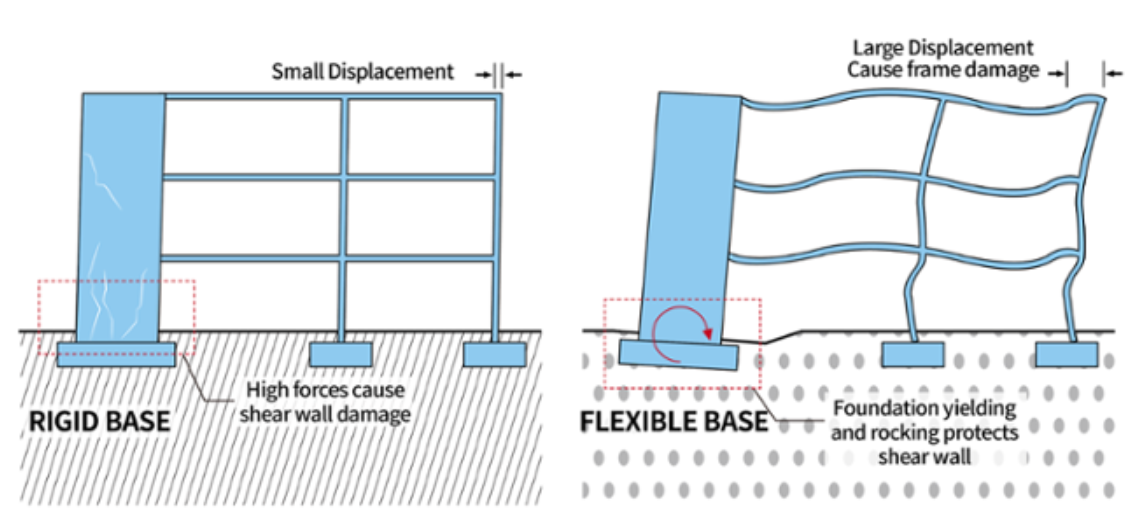 Small Displacement
High forces cause
shear wall damage
RIGID BASE
Large Displacement
Cause frame damage
FLEXIBLE BASE
Foundation yielding
and rocking protects
shear wall